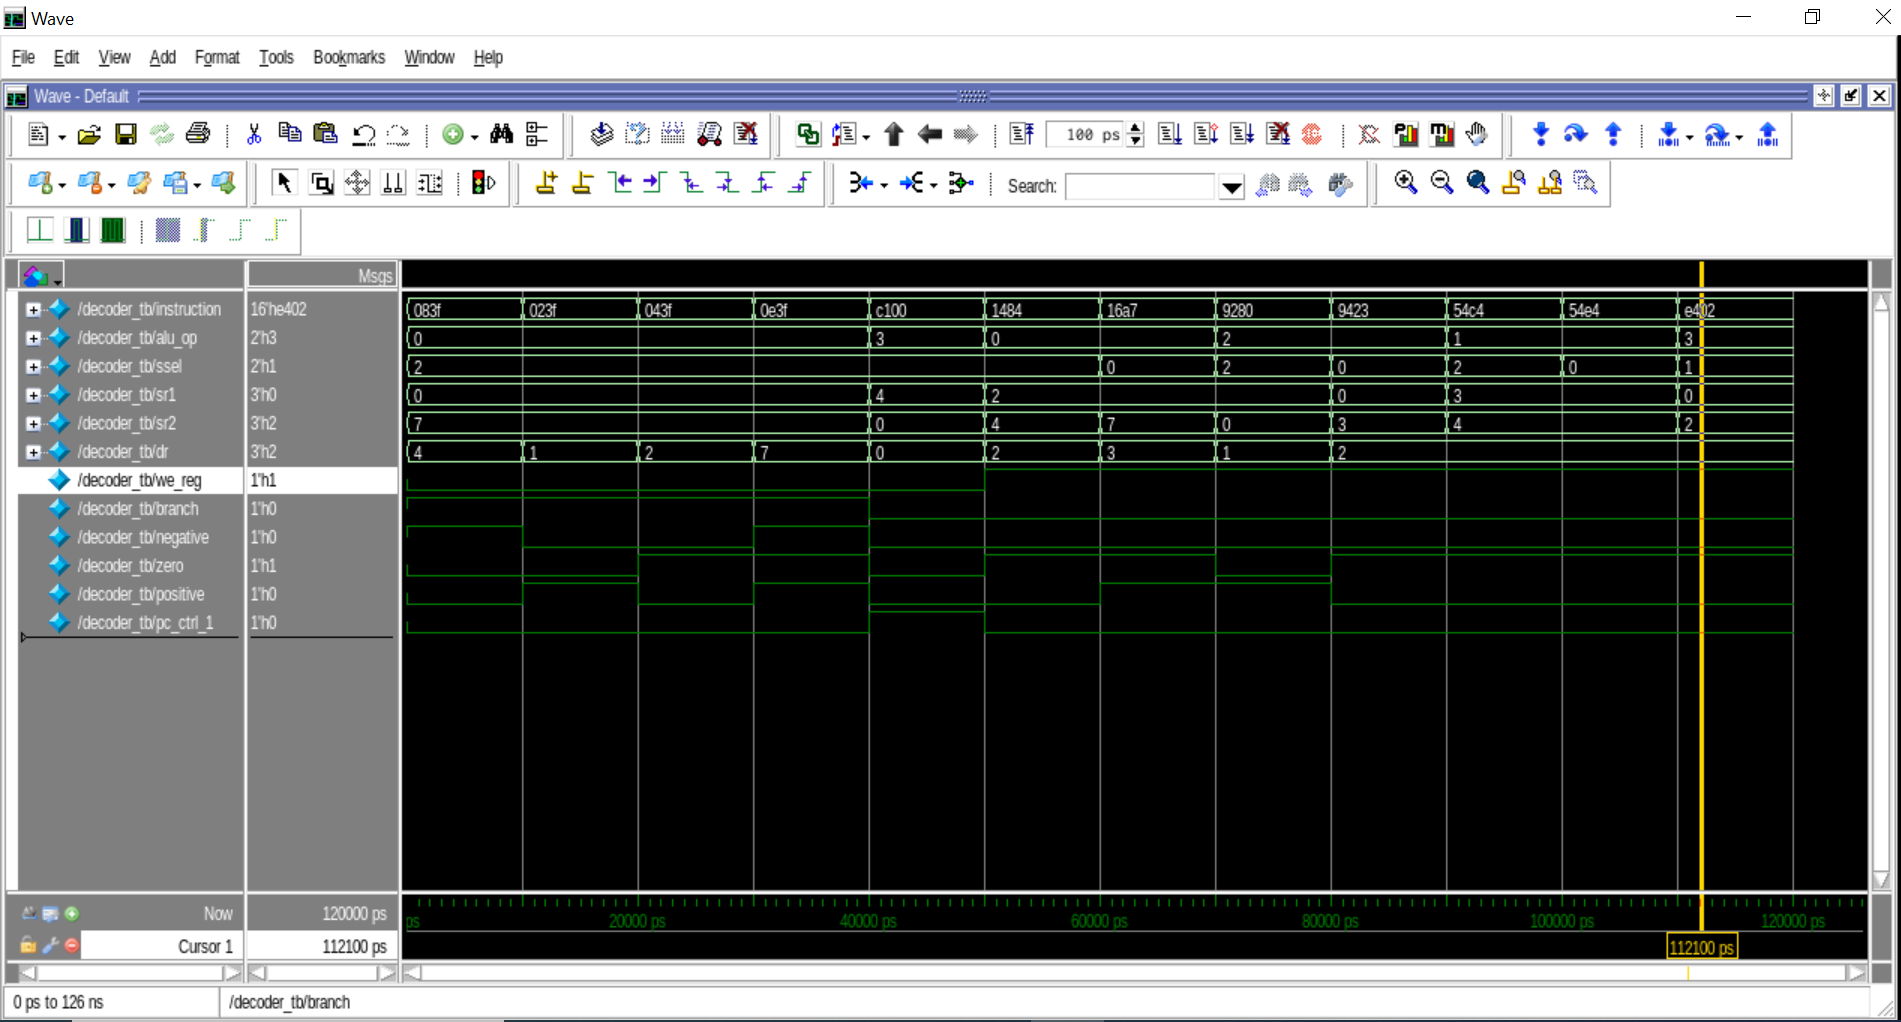 Wave
File Edit View Add Format Tools Bookmarks Window Help
Wave - Default
100 ps
Search:
Msgs
/decoder_tb/instruction 16'he402 083f 023f 043f 0e3f c100 1484 16a7 9280 9423 54c4 54e4 e402
/decoder_tb/alu_op 2'h3 0 3 0 2 1 3
/decoder_tb/ssel 2'h1 2 0 2 0 2 0 1
/decoder_tb/sr1 3'h0 0 4 2 0 3 0
/decoder_tb/sr2 3'h2 7 0 4 7 0 3 4 2
/decoder_tb/dr 3'h2 4 1 2 7 0 2 3 1 2
/decoder_tb/we_reg 1'h1
/decoder_tb/branch 1'h0
/decoder_tb/negative 1'h0
/decoder_tb/zero 1'h1
/decoder_tb/positive 1'h0
/decoder_tb/pc_ctrl_1 1'h0
Now 120000 ps ps 20000 ps 40000 ps 60000 ps 80000 ps 100000 ps 120000 ps
Cursor 1 112100 ps 112100 ps
0 ps to 126 ns /decoder_tb/branch